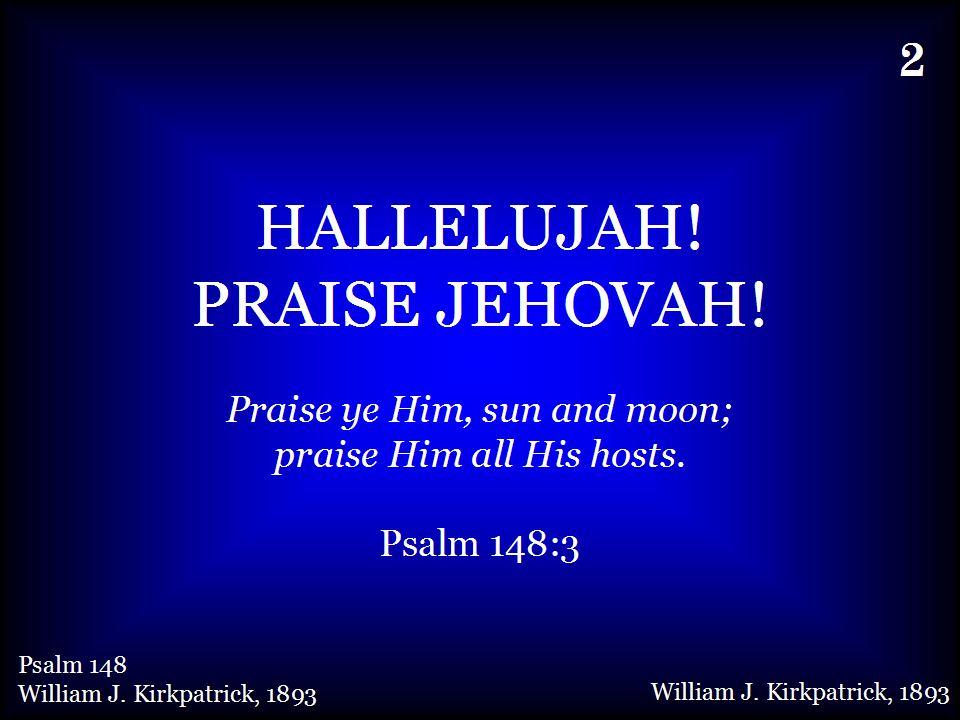 2
HALLELUJAH!
PRAISE JEHOVAH!
Praise ye Him, sun and moon;
praise Him all His hosts.
Psalm 148:3
Psalm 148
William J. Kirkpatrick, 1893
William J. Kirkpatrick, 1893